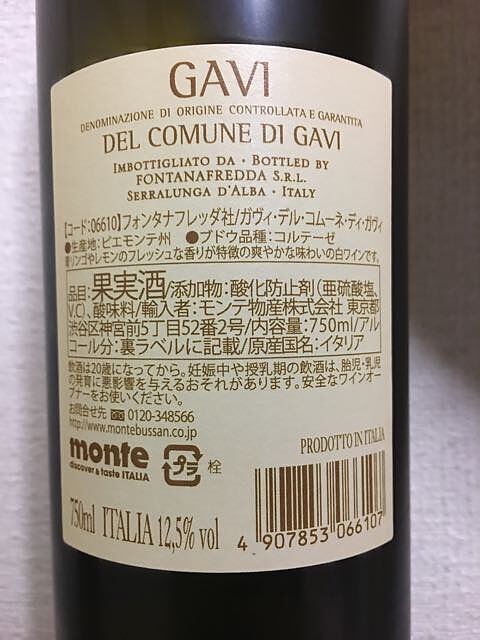 GAVI
DENOMINAZIONE DI ORIGINE CONTROLLATA E GARANTITA
DEL COMUNE DI GAVI
IMBOTTIGLIATO DA · BOTTLED BY
FONTANAFREDDA S.R.L.
SERRALUNGA D'ALBA · ITALY
【コード:06610】フォンタナフレッダ社/ガヴィ・デル・コムーネ・ディ・ガヴィ
●生産地:ピエモンテ州 ●ブドウ品種:コルテーゼ
青リンゴやレモンのフレッシュな香りが特徴の爽やかな味わいの白ワインです。
品目:果実酒/添加物:酸化防止剤(亜硫酸塩、
V.C)、酸味料/輸入者:モンテ物産株式会社 東京都
渋谷区神宮前5丁目52番2号/内容量:750ml/アル
コール分:裏ラベルに記載/原産国名:イタリア
飲酒は20歳になってから。妊娠中や授乳期の飲酒は、胎児・乳児
の発育に悪影響を与えるおそれがあります。安全なワインオー
プナーをお使いください。
お問合せ先 0120-348566
http://www.montebussan.co.jp
monte
discover & taste ITALIA
プラ 栓
PRODOTTO IN ITALIA
750ml ITALIA 12,5% vol
4 907853 066107